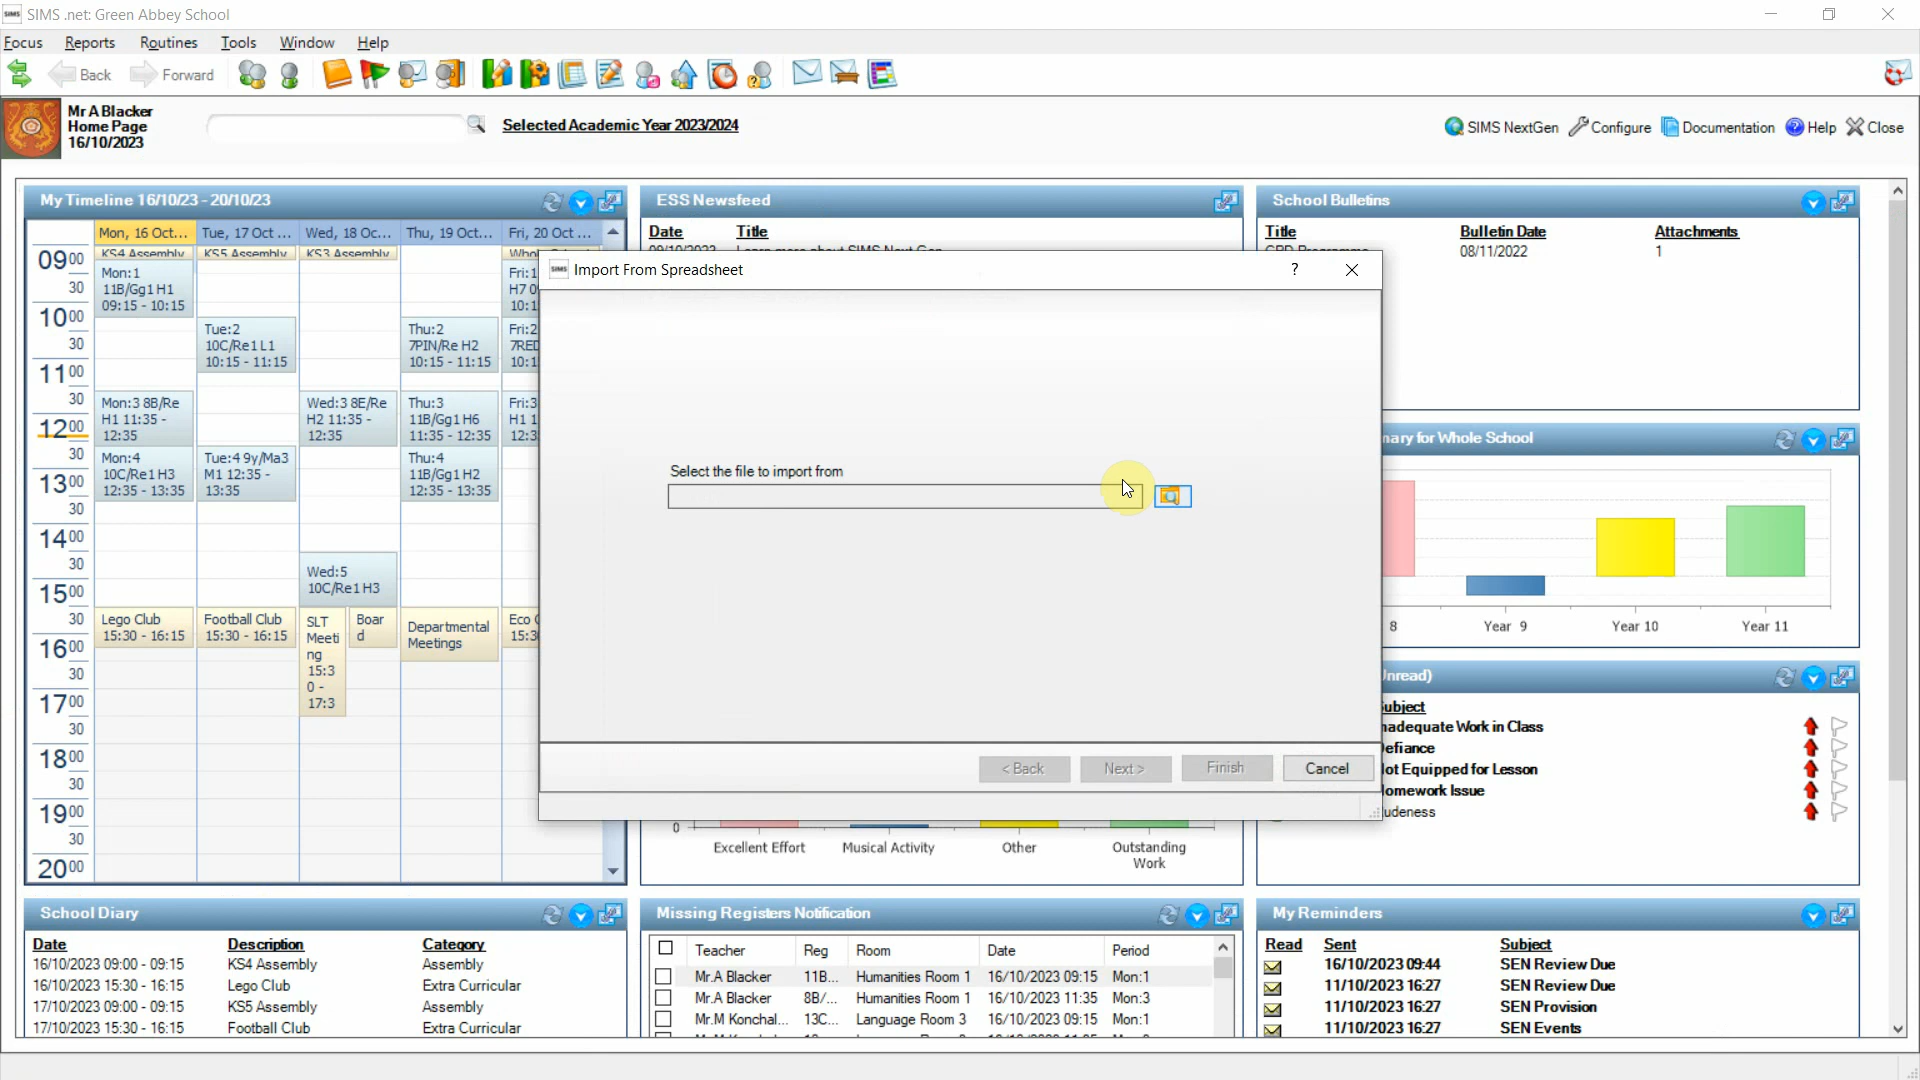 SIMS .net: Green Abbey School
Focus Reports Routines Tools Window Help
Back Forward
Mr A Blacker
Home Page
16/10/2023
Selected Academic Year 2023/2024
SIMS NextGen Configure Documentation Help Close
My Timeline 16/10/23 - 20/10/23
Mon, 16 Oct... Tue, 17 Oct ... Wed, 18 Oc... Thu, 19 Oct... Fri, 20 Oct ...
KS4 Assembly KS5 Assembly KS3 Assembly
09 00
30
10 00
30
11 00
30
12 00
30
13 00
30
14 00
30
15 00
30
16 00
30
17 00
30
18 00
30
19 00
30
20 00
Mon:1
11B/Gg1 H1
09:15 - 10:15
Mon:3 8B/Re
H1 11:35 -
12:35
Mon:4
10C/Re1 H3
12:35 - 13:35
Lego Club
15:30 - 16:15
Tue:2
10C/Re1 L1
10:15 - 11:15
Tue:4 9y/Ma3
M1 12:35 -
13:35
Football Club
15:30 - 16:15
Wed:3 8E/Re
H2 11:35 -
12:35
Wed:5
10C/Re1 H3
SLT
Meeti
ng
15:3
0 -
17:3
Boar
d
Thu:2
7PIN/Re H2
10:15 - 11:15
Thu:3
11B/Gg1 H6
11:35 - 12:35
Thu:4
11B/Gg1 H2
12:35 - 13:35
Departmental
Meetings
Fri:1
H7 0
10:1
Fri:2
7RED
10:1
Fri:3
H1 1
12:3
Eco
15:3
ESS Newsfeed
Date Title
09/10/2023 Learn more about SIMS Next Gen
School Bulletins
Title Bulletin Date Attachments
08/11/2022 1
Import From Spreadsheet
?
Select the file to import from
< Back Next > Finish Cancel
mary for Whole School
8 Year 9 Year 10 Year 11
nread)
ubject
nadequate Work in Class
efiance
lot Equipped for Lesson
omework Issue
udeness
0
Excellent Effort Musical Activity Other Outstanding
Work
School Diary
Date Description Category
16/10/2023 09:00 - 09:15 KS4 Assembly Assembly
16/10/2023 15:30 - 16:15 Lego Club Extra Curricular
17/10/2023 09:00 - 09:15 KS5 Assembly Assembly
17/10/2023 15:30 - 16:15 Football Club Extra Curricular
Missing Registers Notification
Teacher Reg Room Date Period
Mr.A Blacker 11B... Humanities Room 1 16/10/2023 09:15 Mon:1
Mr.A Blacker 8B/... Humanities Room 1 16/10/2023 11:35 Mon:3
Mr.M Konchal... 13C... Language Room 3 16/10/2023 09:15 Mon:1
My Reminders
Read Sent Subject
16/10/2023 09:44 SEN Review Due
11/10/2023 16:27 SEN Review Due
11/10/2023 16:27 SEN Provision
11/10/2023 16:27 SEN Events